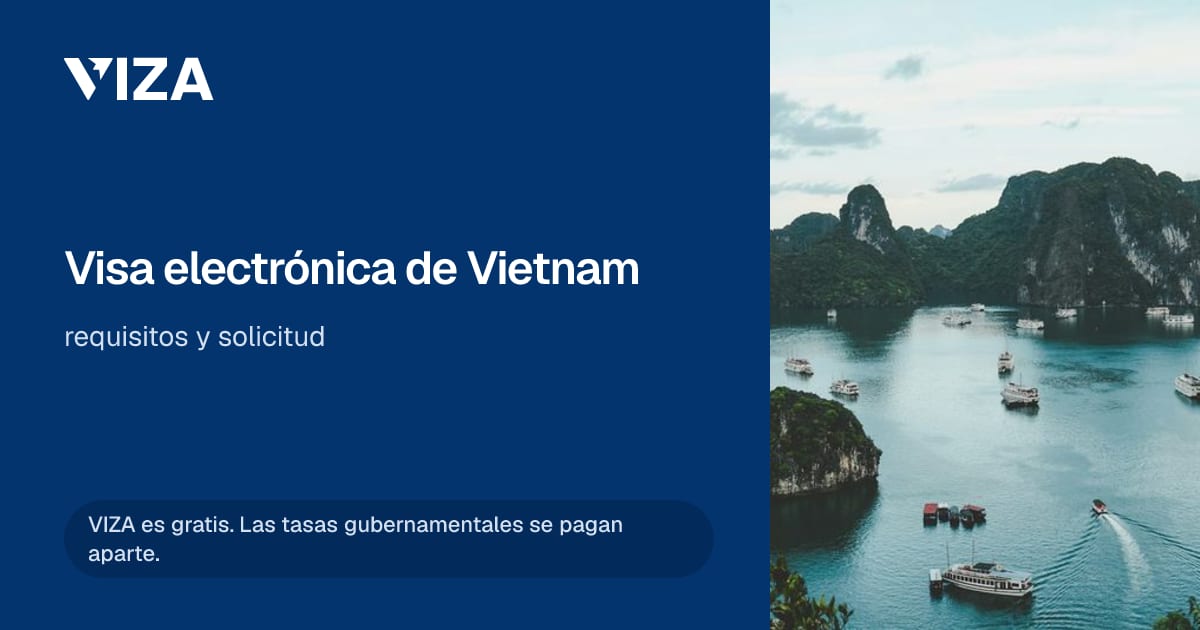 VIZA
Visa electrónica de Vietnam
requisitos y solicitud
VIZA es gratis. Las tasas gubernamentales se pagan
aparte.